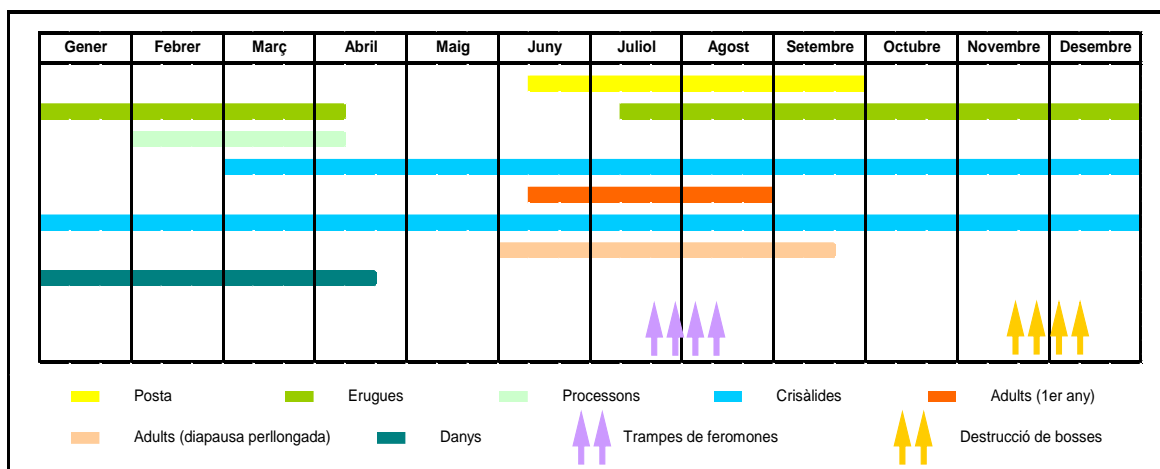 Gener Febrer Març Abril Maig Juny Juliol Agost Setembre Octubre Novembre Desembre
Posta Erugues Processons Crisàlides Adults (1er any)
Adults (diapausa perllongada) Danys Trampes de feromones Destrucció de bosses